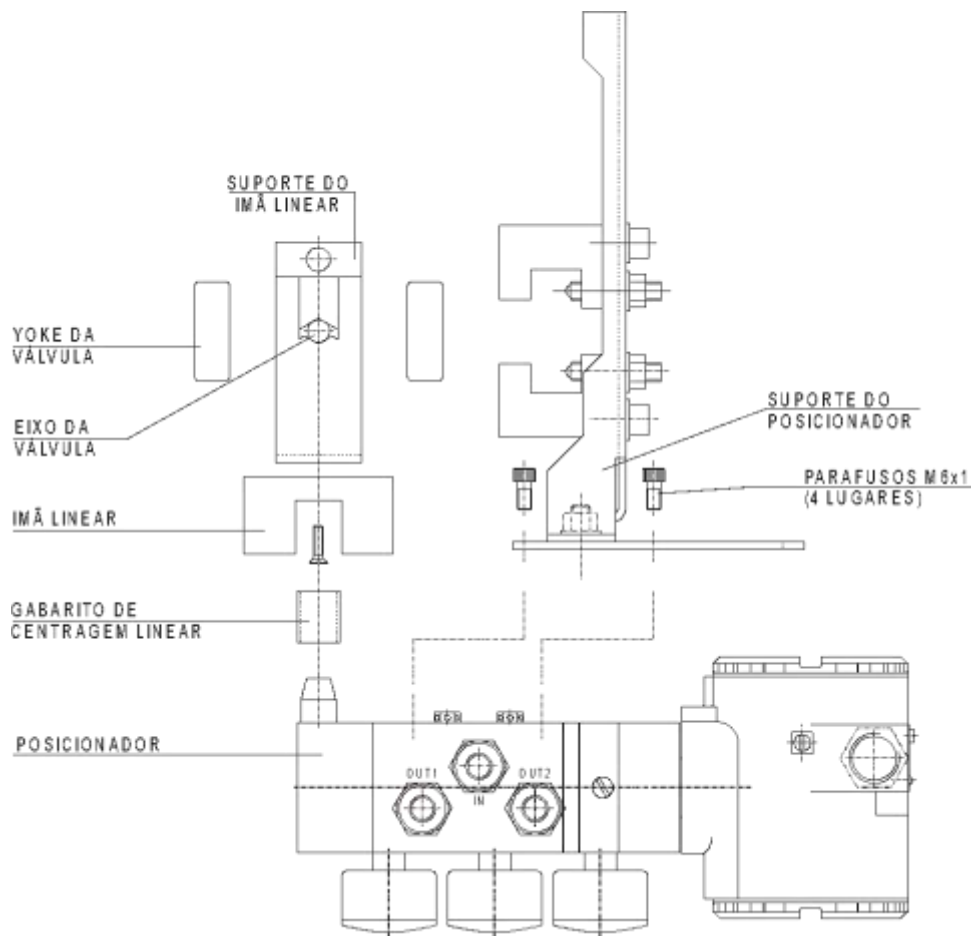 SUPORTE DO
IMÃ LINEAR
YOKE DA
VÁLVULA
EIXO DA
VÁLVULA
SUPORTE DO
POSICIONADOR
PARAFUSOS M6x1
(4 LUGARES)
IMÃ LINEAR
GABARITO DE
CENTRAGEM LINEAR
POSICIONADOR
OUT1
OUT2
IN